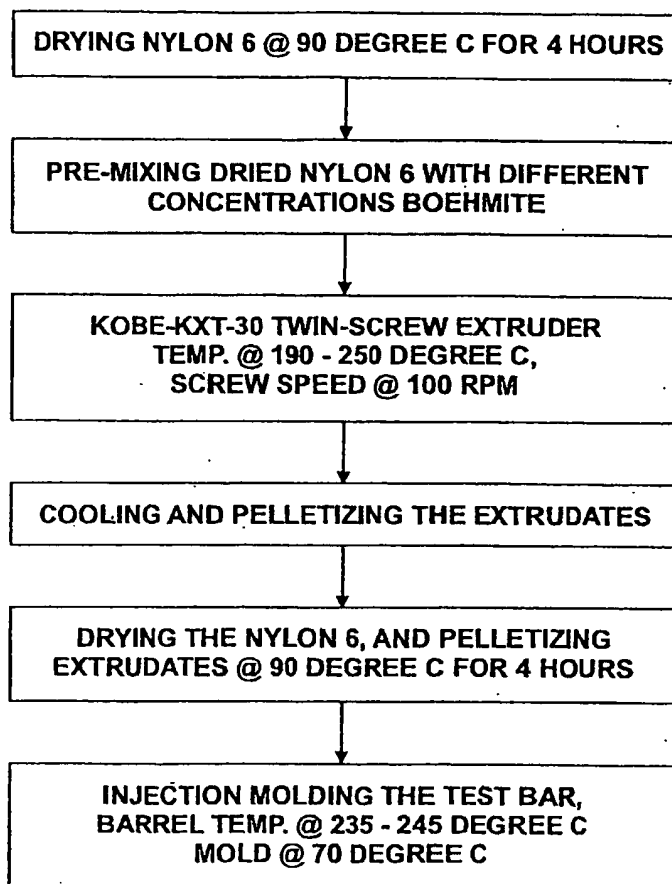 DRYING NYLON 6 @ 90 DEGREE C FOR 4 HOURS
PRE-MIXING DRIED NYLON 6 WITH DIFFERENT
CONCENTRATIONS BOEHMITE
KOBE-KXT-30 TWIN-SCREW EXTRUDER
TEMP. @ 190 - 250 DEGREE C,
SCREW SPEED @ 100 RPM
COOLING AND PELLETIZING THE EXTRUDATES
DRYING THE NYLON 6, AND PELLETIZING
EXTRUDATES @ 90 DEGREE C FOR 4 HOURS
INJECTION MOLDING THE TEST BAR,
BARREL TEMP. @ 235 - 245 DEGREE C
MOLD @ 70 DEGREE C